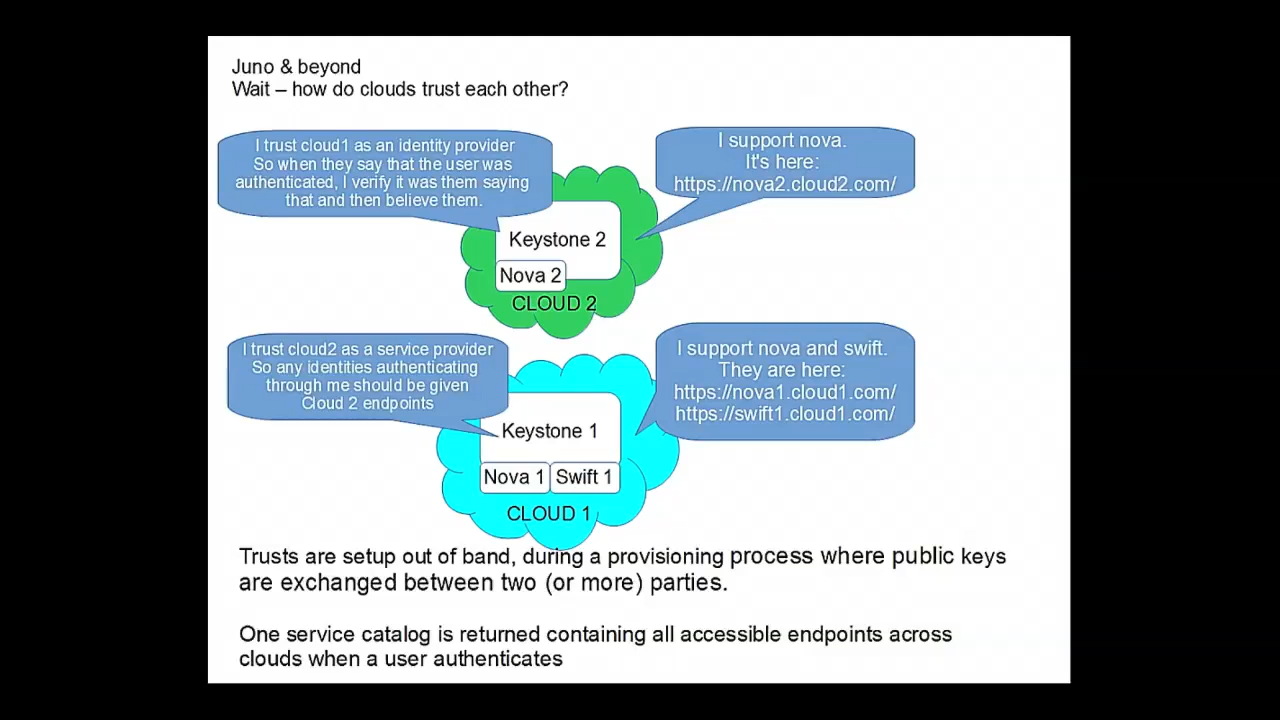 Juno & beyond
Wait – how do clouds trust each other?
I trust cloud1 as an identity provider
So when they say that the user was
authenticated, I verify it was them saying
that and then believe them.
I support nova.
It's here:
https://nova2.cloud2.com/
Keystone 2
Nova 2
CLOUD 2
I trust cloud2 as a service provider
So any identities authenticating
through me should be given
Cloud 2 endpoints
I support nova and swift.
They are here:
https://nova1.cloud1.com/
https://swift1.cloud1.com/
Keystone 1
Nova 1
Swift 1
CLOUD 1
Trusts are setup out of band, during a provisioning process where public keys
are exchanged between two (or more) parties.
One service catalog is returned containing all accessible endpoints across
clouds when a user authenticates